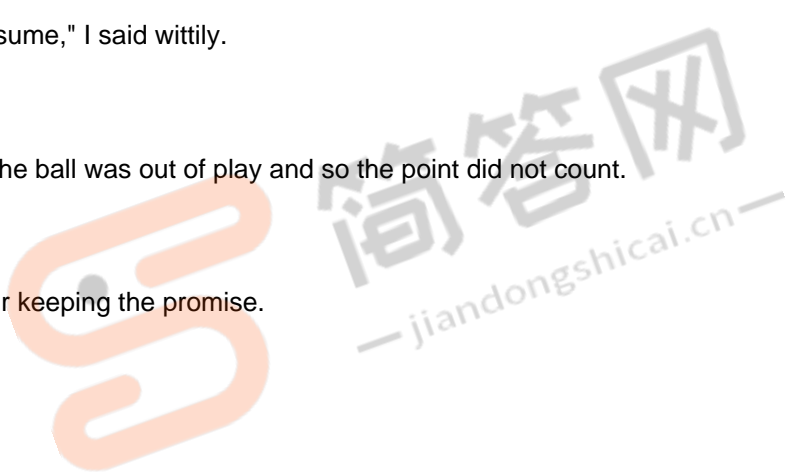 sume," I said wittily.
he ball was out of play and so the point did not count.
r keeping the promise.
简答网
jiandongshicai.cn